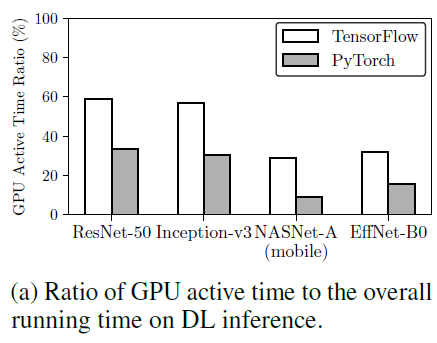 GPU Active Time Ratio (%)
100
80
60
40
20
0
TensorFlow
PyTorch
ResNet-50 Inception-v3 NASNet-A EffNet-B0
(mobile)
(a) Ratio of GPU active time to the overall
running time on DL inference.